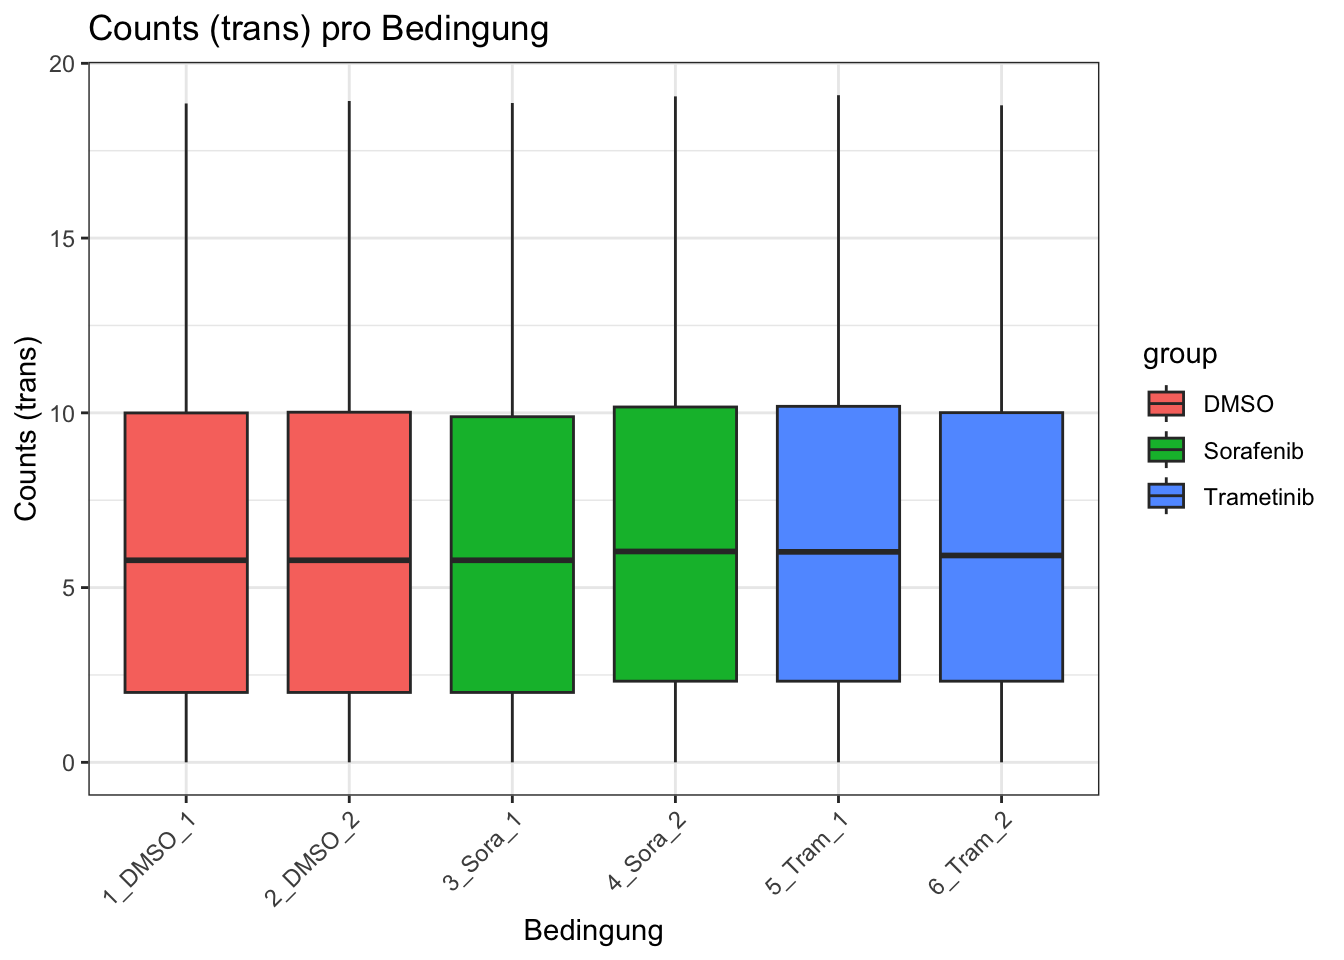 Counts (trans) pro Bedingung
Counts (trans)
20
15
10
5
0
1_DMSO_1
2_DMSO_2
3_Sora_1
4_Sora_2
5_Tram_1
6_Tram_2
Bedingung
group
DMSO
Sorafenib
Trametinib